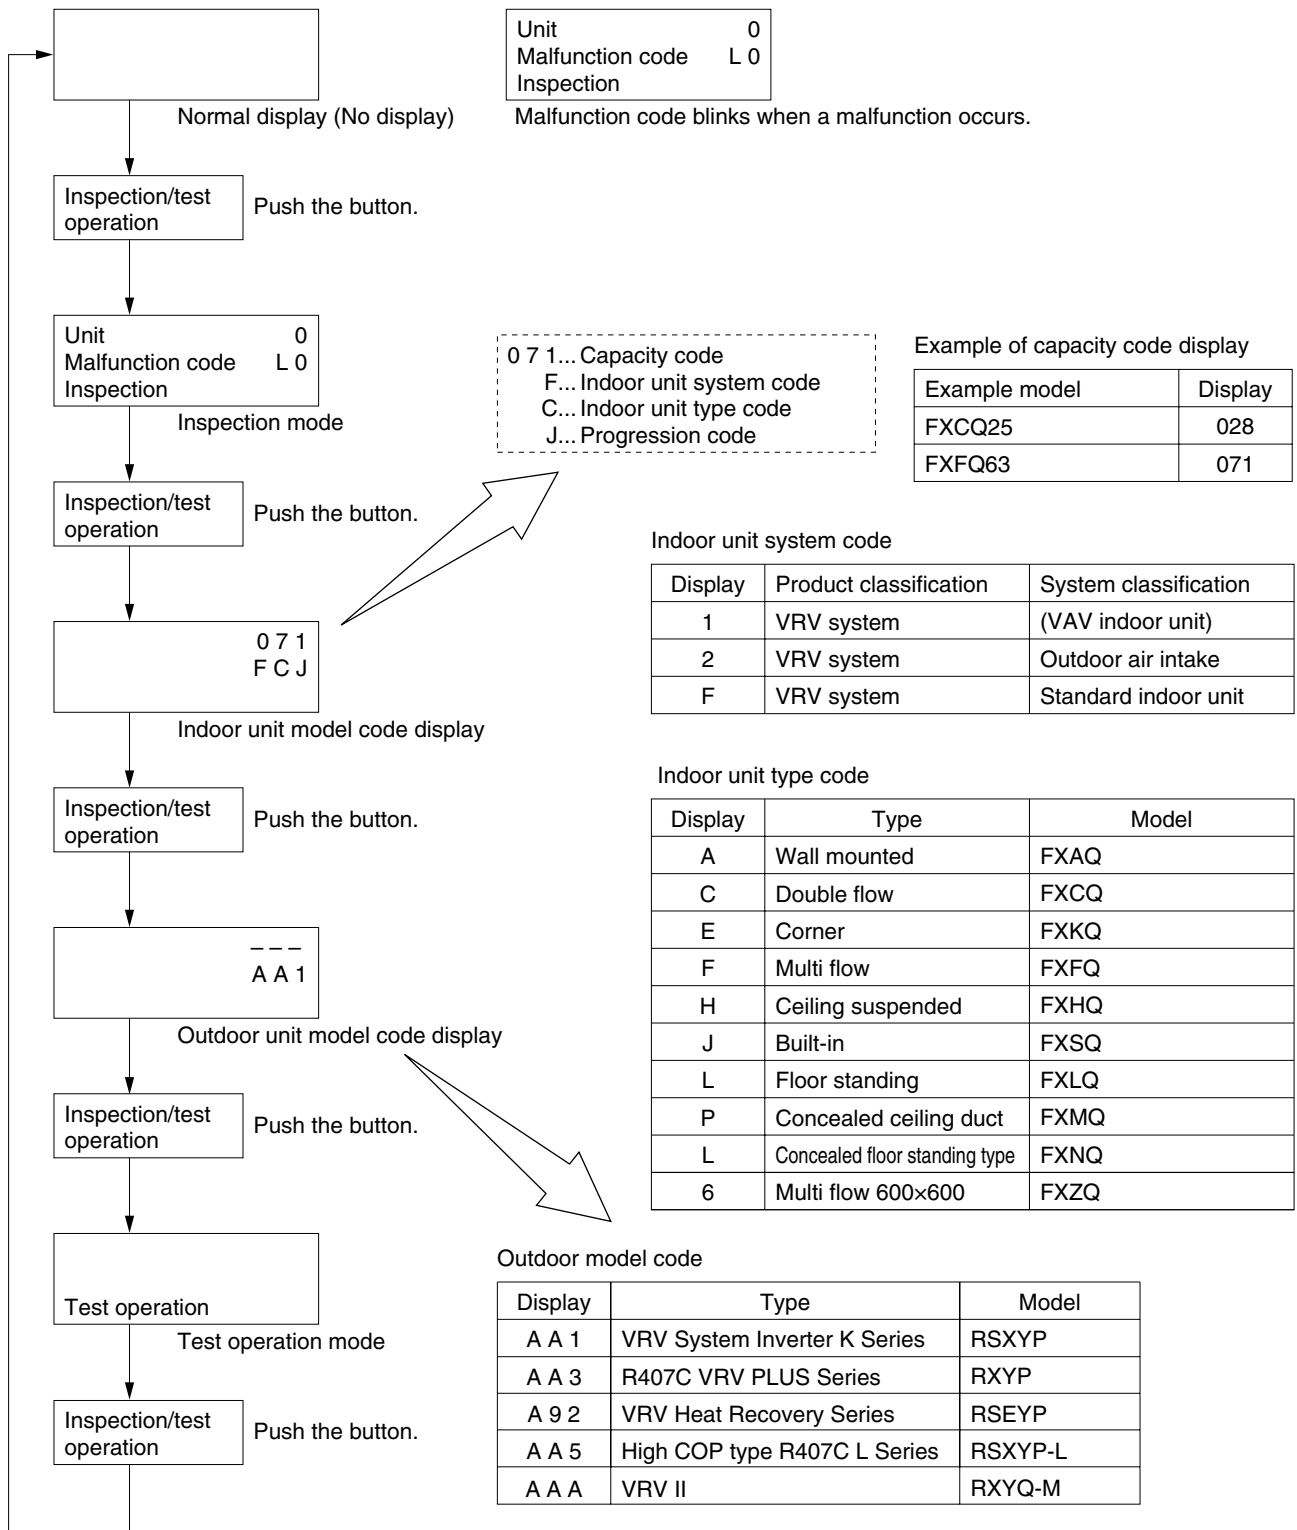 Unit 0
Malfunction code L 0
Inspection
Normal display (No display)
Malfunction code blinks when a malfunction occurs.
Inspection/test
operation
Push the button.
Unit 0
Malfunction code L 0
Inspection
Inspection mode
0 7 1... Capacity code
F... Indoor unit system code
C... Indoor unit type code
J... Progression code
Example of capacity code display
Example model Display
FXCQ25 028
FXFQ63 071
Inspection/test
operation
Push the button.
Indoor unit system code
Display Product classification System classification
1 VRV system (VAV indoor unit)
2 VRV system Outdoor air intake
F VRV system Standard indoor unit
0 7 1
F C J
Indoor unit model code display
Inspection/test
operation
Push the button.
Indoor unit type code
Display Type Model
A Wall mounted FXAQ
C Double flow FXCQ
E Corner FXKQ
F Multi flow FXFQ
H Ceiling suspended FXHQ
J Built-in FXSQ
L Floor standing FXLQ
P Concealed ceiling duct FXMQ
L Concealed floor standing type FXNQ
6 Multi flow 600×600 FXZQ
– – –
A A 1
Outdoor unit model code display
Inspection/test
operation
Push the button.
Test operation
Test operation mode
Inspection/test
operation
Push the button.
Outdoor model code
Display Type Model
A A 1 VRV System Inverter K Series RSXYP
A A 3 R407C VRV PLUS Series RXYP
A 9 2 VRV Heat Recovery Series RSEYP
A A 5 High COP type R407C L Series RSXYP-L
A A A VRV II RXYQ-M